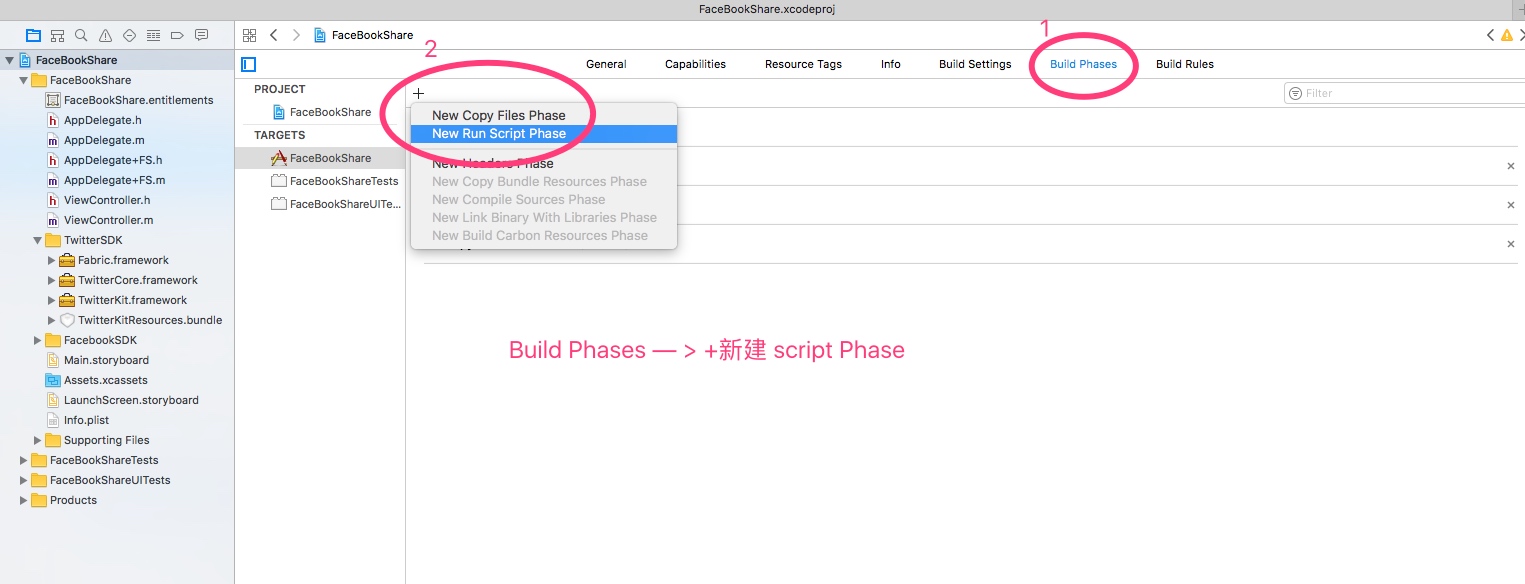 FaceBookShare.xcodeproj
FaceBookShare
1
2
General Capabilities Resource Tags Info Build Settings Build Phases Build Rules
FaceBookShare
FaceBookShare
FaceBookShare.entitlements
AppDelegate.h
AppDelegate.m
AppDelegate+FS.h
AppDelegate+FS.m
ViewController.h
ViewController.m
TwitterSDK
Fabric.framework
TwitterCore.framework
TwitterKit.framework
TwitterKitResources.bundle
FacebookSDK
Main.storyboard
Assets.xcassets
LaunchScreen.storyboard
Info.plist
Supporting Files
FaceBookShareTests
FaceBookShareUITests
Products
PROJECT
FaceBookShare
TARGETS
FaceBookShare
FaceBookShareTests
FaceBookShareUITe...
Filter
New Copy Files Phase
New Run Script Phase
New Headers Phase
New Copy Bundle Resources Phase
New Compile Sources Phase
New Link Binary With Libraries Phase
New Build Carbon Resources Phase
Build Phases — > +新建 script Phase